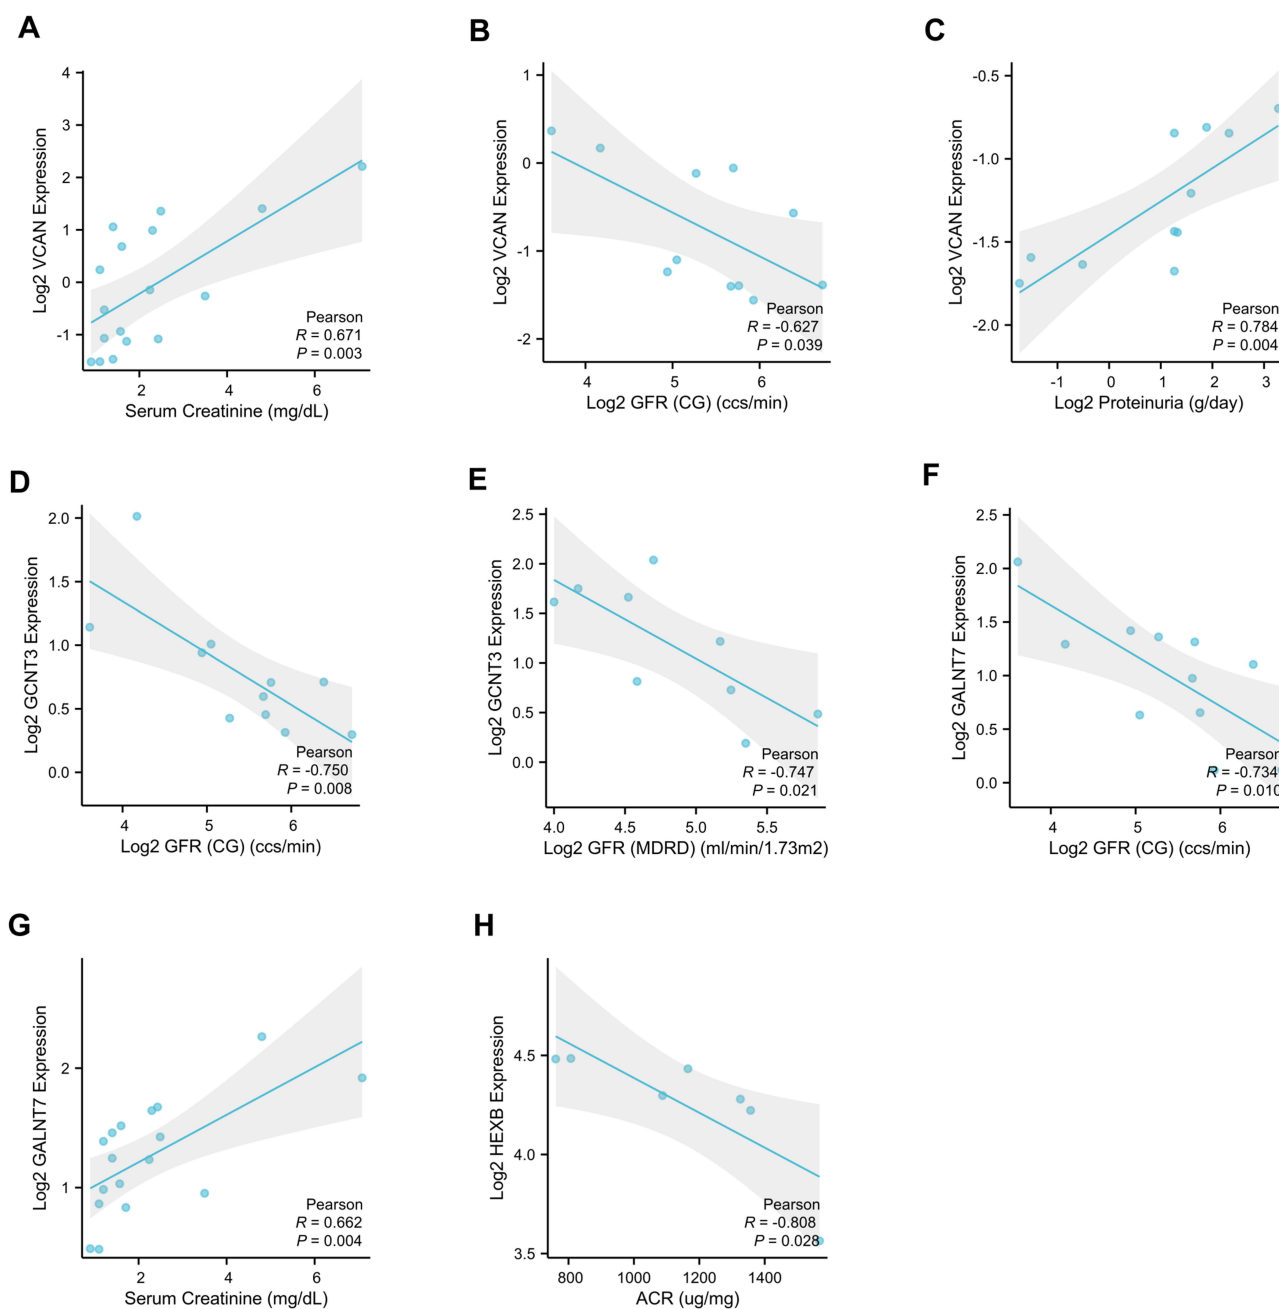 A
Log2 VCAN Expression
4
3
2
1
0
-1
2
4
6
Serum Creatinine (mg/dL)
Pearson
R = 0.671
P = 0.003
B
Log2 VCAN Expression
1
0
-1
-2
4
5
6
Log2 GFR (CG) (ccs/min)
Pearson
R = -0.627
P = 0.039
C
Log2 VCAN Expression
-0.5
-1.0
-1.5
-2.0
-1
0
1
2
3
Log2 Proteinuria (g/day)
Pearson
R = 0.784
P = 0.004
D
Log2 GCNT3 Expression
2.0
1.5
1.0
0.5
0.0
4
5
6
Log2 GFR (CG) (ccs/min)
Pearson
R = -0.750
P = 0.008
E
Log2 GCNT3 Expression
2.5
2.0
1.5
1.0
0.5
0.0
4.0
4.5
5.0
5.5
Log2 GFR (MDRD) (ml/min/1.73m2)
Pearson
R = -0.747
P = 0.021
F
Log2 GALNT7 Expression
2.5
2.0
1.5
1.0
0.5
0.0
4
5
6
Log2 GFR (CG) (ccs/min)
Pearson
R = -0.734
P = 0.010
G
Log2 GALNT7 Expression
2
1
2
4
6
Serum Creatinine (mg/dL)
Pearson
R = 0.662
P = 0.004
H
Log2 HEXB Expression
4.5
4.0
3.5
800
1000
1200
1400
ACR (ug/mg)
Pearson
R = -0.808
P = 0.028